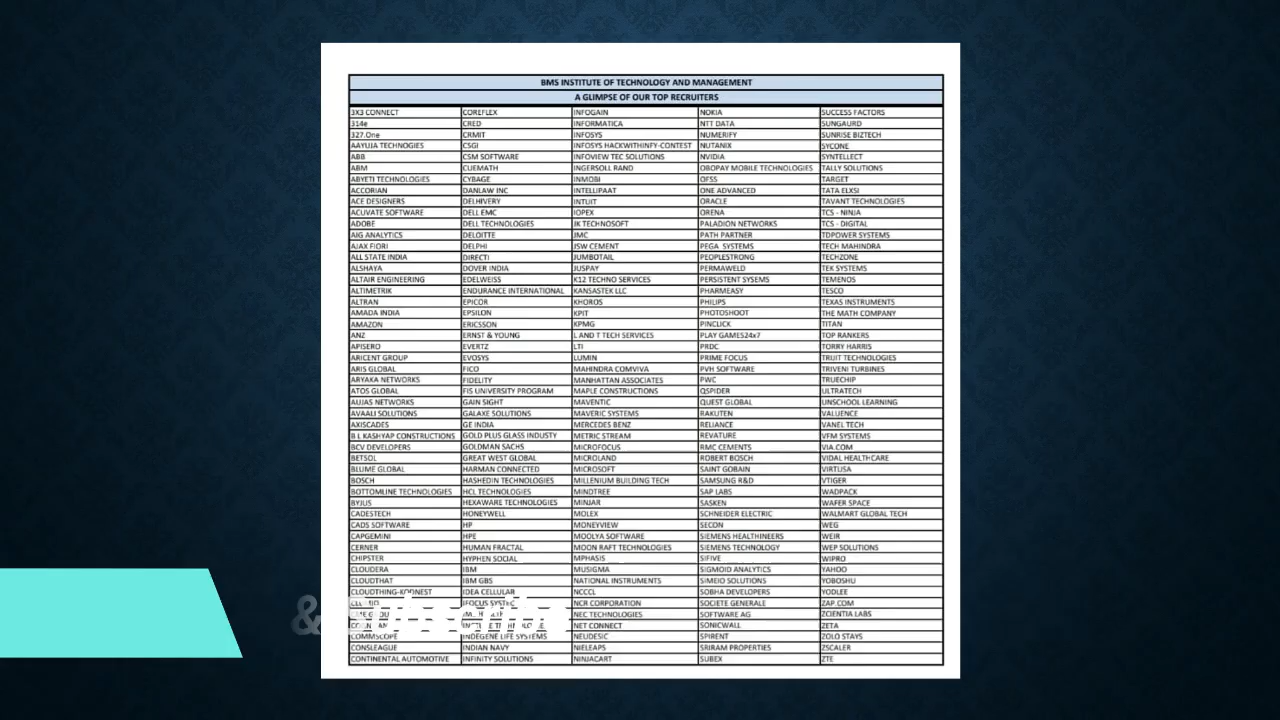 BMS INSTITUTE OF TECHNOLOGY AND MANAGEMENT
A GLIMPSE OF OUR TOP RECRUITERS
3X3 CONNECT COREFLEX INFOGAIN NOKIA SUCCESS FACTORS
314e CRED INFORMATICA NTT DATA SUNGAURD
327.One CRMIT INFOSYS NUMERIFY SUNRISE BIZTECH
AAYUJA TECHNOGIES CSGI INFOSYS HACKWITHINFY-CONTEST NUTANIX SYCONE
ABB CSM SOFTWARE INFOVIEW TEC SOLUTIONS NVIDIA SYNTELLECT
ABM CUEMATH INGERSOLL RAND OBOPAY MOBILE TECHNOLOGIES TALLY SOLUTIONS
ABYETI TECHNOLOGIES CYBAGE INMOBI OFSS TARGET
ACCORIAN DANLAW INC INTELLIPAAT ONE ADVANCED TATA ELXSI
ACE DESIGNERS DELHIVERY INTUIT ORACLE TAVANT TECHNOLOGIES
ACUVATE SOFTWARE DELL EMC IOPEX ORENA TCS - NINJA
ADOBE DELL TECHNOLOGIES JK TECHNOSOFT PALADION NETWORKS TCS - DIGITAL
AIG ANALYTICS DELOITTE JMC PATH PARTNER TDPOWER SYSTEMS
AJAX FIORI DELPHI JSW CEMENT PEGA SYSTEMS TECH MAHINDRA
ALL STATE INDIA DIRECTI JUMBOTAIL PEOPLESTRONG TECHZONE
ALSHAYA DOVER INDIA JUSPAY PERMAWELD TEK SYSTEMS
ALTAIR ENGINEERING EDELWEISS K12 TECHNO SERVICES PERSISTENT SYSEMS TEMENOS
ALTIMETRIK ENDURANCE INTERNATIONAL KANSASTEK LLC PHARMEASY TESCO
ALTRAN EPICOR KHOROS PHILIPS TEXAS INSTRUMENTS
AMADA INDIA EPSILON KPIT PHOTOSHOOT THE MATH COMPANY
AMAZON ERICSSON KPMG PINCLICK TITAN
ANZ ERNST & YOUNG L AND T TECH SERVICES PLAY GAMES24x7 TOP RANKERS
APISERO EVERTZ LTI PRDC TORRY HARRIS
ARICENT GROUP EVOSYS LUMIN PRIME FOCUS TRUIT TECHNOLOGIES
ARIS GLOBAL FICO MAHINDRA COMVIVA PVH SOFTWARE TRIVENI TURBINES
ARYAKA NETWORKS FIDELITY MANHATTAN ASSOCIATES PWC TRUECHIP
ATOS GLOBAL FIS UNIVERSITY PROGRAM MAPLE CONSTRUCTIONS QSPIDER ULTRATECH
AUJAS NETWORKS GAIN SIGHT MAVENTIC QUEST GLOBAL UNSCHOOL LEARNING
AVAALI SOLUTIONS GALAXE SOLUTIONS MAVERIC SYSTEMS RAKUTEN VALUENCE
AXISCADES GE INDIA MERCEDES BENZ RELIANCE VANEL TECH
B L KASHYAP CONSTRUCTIONS GOLD PLUS GLASS INDUSTY METRIC STREAM REVATURE VFM SYSTEMS
BCV DEVELOPERS GOLDMAN SACHS MICROFOCUS RMC CEMENTS VIA.COM
BETSOL GREAT WEST GLOBAL MICROLAND ROBERT BOSCH VIDAL HEALTHCARE
BLUME GLOBAL HARMAN CONNECTED MICROSOFT SAINT GOBAIN VIRTUSA
BOSCH HASHEDIN TECHNOLOGIES MILLENIUM BUILDING TECH SAMSUNG R&D VTIGER
BOTTOMLINE TECHNOLOGIES HCL TECHNOLOGIES MINDTREE SAP LABS WADPACK
BYJUS HEXAWARE TECHNOLOGIES MINJAR SASKEN WAFER SPACE
CADESTECH HONEYWELL MOLEX SCHNEIDER ELECTRIC WALMART GLOBAL TECH
CADS SOFTWARE HP MONEYVIEW SECON WEG
CAPGEMINI HPE MOOLYA SOFTWARE SIEMENS HEALTHINEERS WEIR
CERNER HUMAN FRACTAL MOON RAFT TECHNOLOGIES SIEMENS TECHNOLOGY WEP SOLUTIONS
CHIPSTER HYPHEN SOCIAL MPHASIS SIFIVE WIPRO
CLOUDERA IBM MUSIGMA SIGMOID ANALYTICS YAHOO
CLOUDTHAT IBM GBS NATIONAL INSTRUMENTS SIMEIO SOLUTIONS YOBOSHU
CLOUDTHING-KODNEST IDEA CELLULAR NCCCL SOBHA DEVELOPERS YODLEE
NCR CORPORATION SOCIETE GENERALE ZAP.COM
NEC TECHNOLOGIES SOFTWARE AG ZCIENTIA LABS
NET CONNECT SONICWALL ZETA
COMMSCOPE INDEGENE LIFE SYSTEMS NEUDESIC SPIRENT ZOLO STAYS
CONSLEAGUE INDIAN NAVY NIELEAPS SRIRAM PROPERTIES ZSCALER
CONTINENTAL AUTOMOTIVE INFINITY SOLUTIONS NINJACART SUBEX ZTE
&